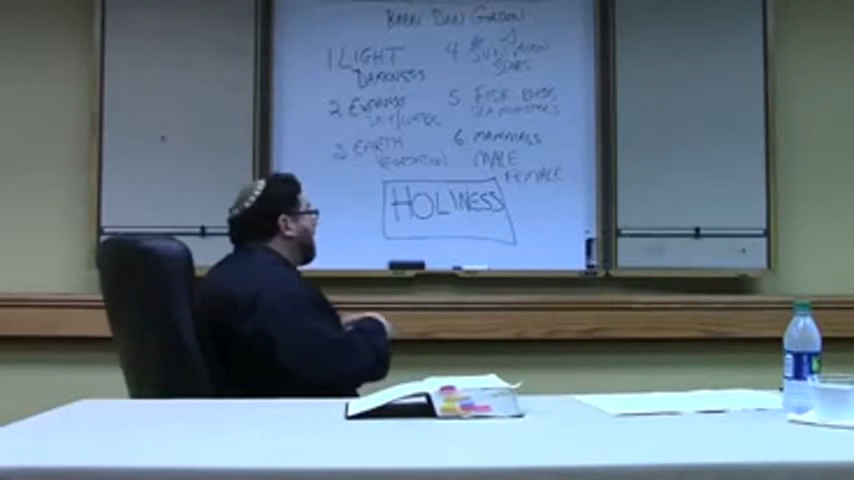 RABBI DAN GORDON
1 LIGHT
DARKNESS
2 EXPANSE
SKY/WATER
3 EARTH
VEGETATION
4
SUN MOON
STARS
5 FISH BIRDS
SEA MONSTERS
6 MAMMALS
MALE
FEMALE
HOLINESS